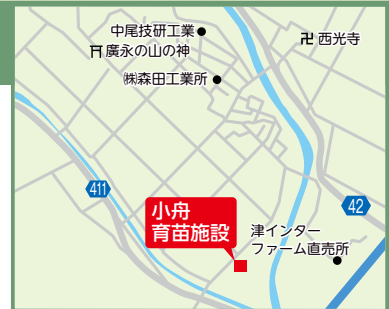 中尾技研工業
廣永の山の神
西光寺
㈱森田工業所
411
42
小舟
育苗施設
津インター
ファーム直売所